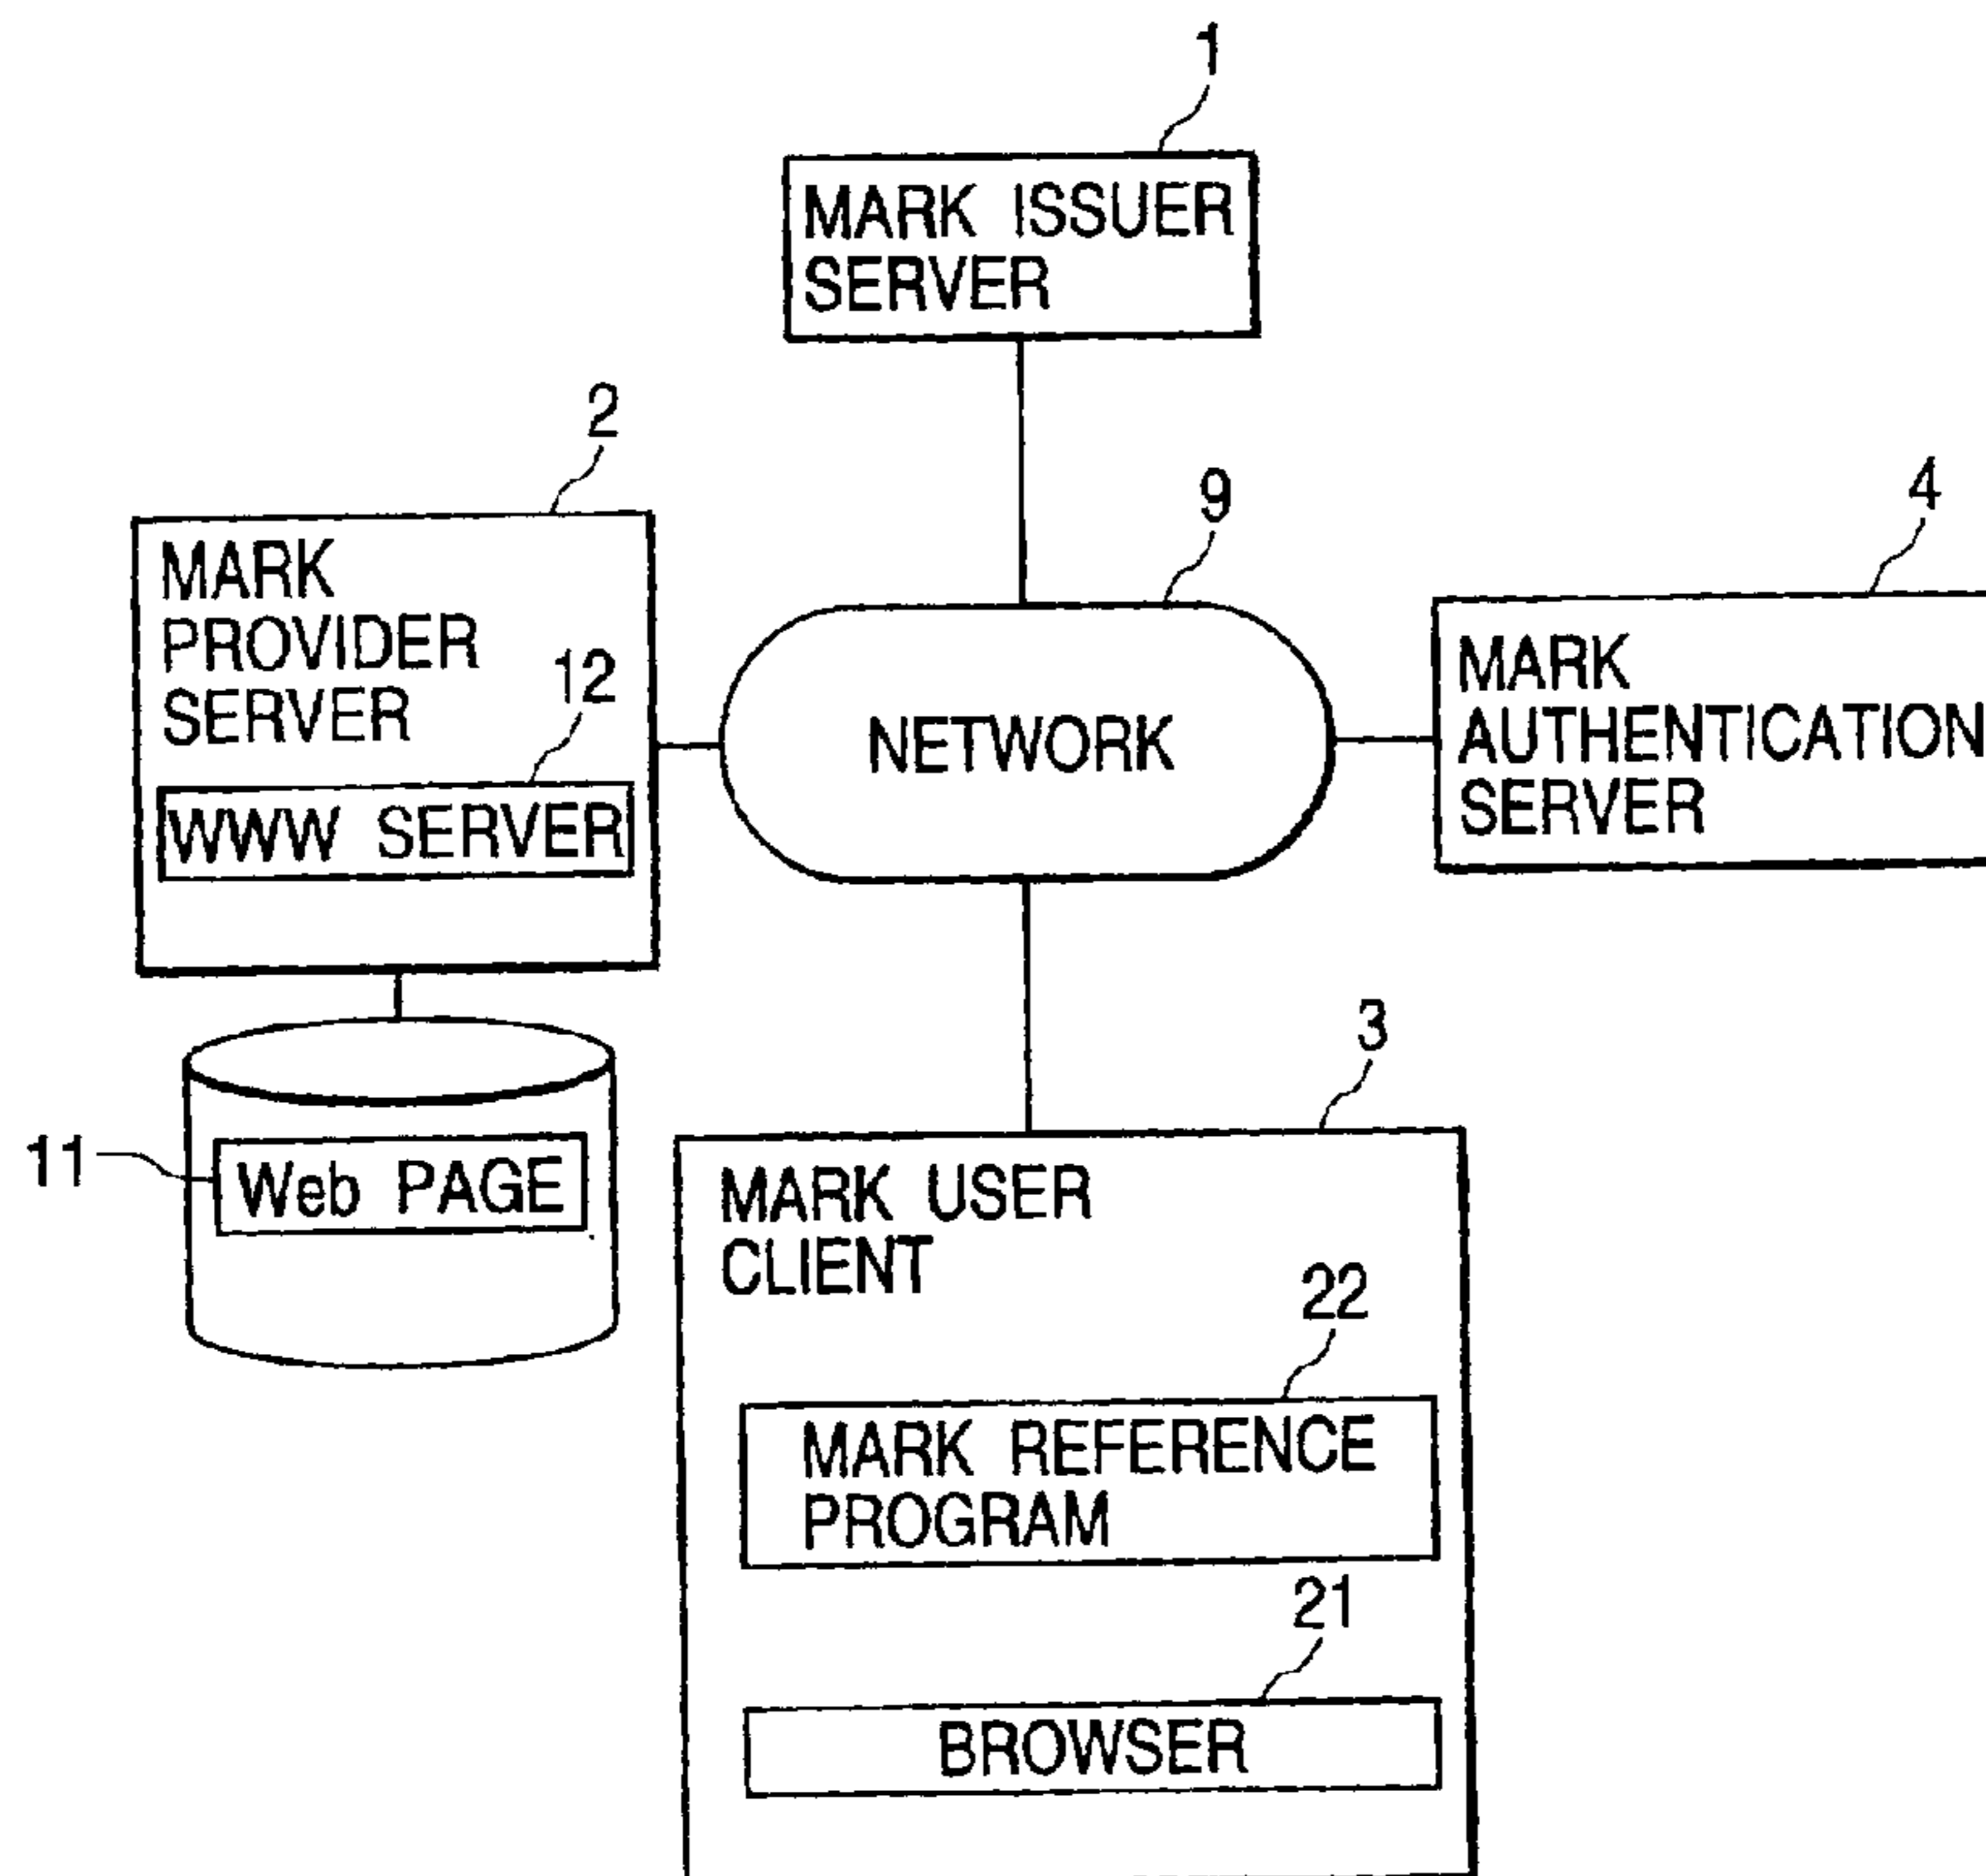 1
MARK ISSUER
SERVER
2
9
4
MARK
PROVIDER
SERVER
12
WWW SERVER
NETWORK
MARK
AUTHENTICATION
SERVER
3
11
Web PAGE
MARK USER
CLIENT
22
MARK REFERENCE
PROGRAM
21
BROWSER